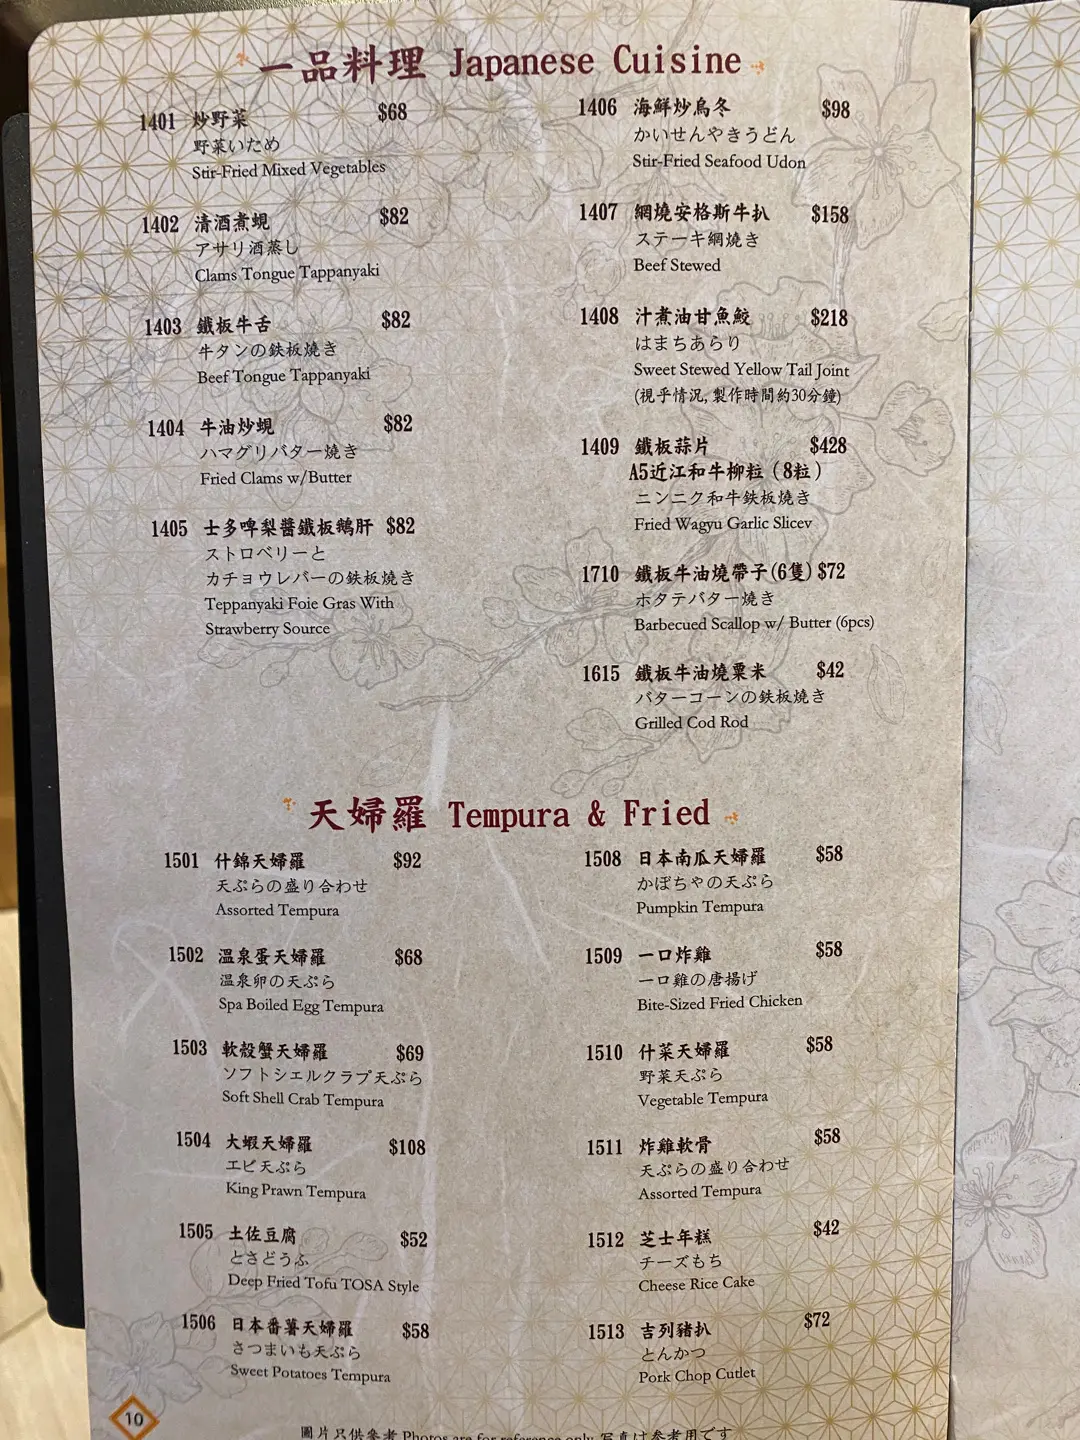 一品料理 Japanese Cuisine
1401 炒野菜 $68
野菜いため
Stir-Fried Mixed Vegetables
1402 清酒煮蜆 $82
アサリ酒蒸し
Clams Tongue Tappanyaki
1403 鐵板牛舌 $82
牛タンの鉄板焼き
Beef Tongue Tappanyaki
1404 牛油炒蜆 $82
ハマグリバター焼き
Fried Clams w/Butter
1405 士多啤梨醬鐵板鵝肝 $82
ストロベリーと
カチョウレバーの鉄板焼き
Teppanyaki Foie Gras With
Strawberry Source
1406 海鮮炒烏冬 $98
かいせんやきうどん
Stir-Fried Seafood Udon
1407 網燒安格斯牛扒 $158
ステーキ網焼き
Beef Stewed
1408 汁煮油甘魚鮫 $218
はまちあらり
Sweet Stewed Yellow Tail Joint
(視乎情況, 製作時間約30分鐘)
1409 鐵板蒜片 $428
A5近江和牛柳粒（8粒）
ニンニク和牛鉄板焼き
Fried Wagyu Garlic Slicev
1710 鐵板牛油燒帶子(6隻) $72
ホタテバター焼き
Barbecued Scallop w/ Butter (6pcs)
1615 鐵板牛油燒粟米 $42
バターコーンの鉄板焼き
Grilled Cod Rod
天婦羅 Tempura & Fried
1501 什錦天婦羅 $92
天ぷらの盛り合わせ
Assorted Tempura
1502 溫泉蛋天婦羅 $68
温泉卵の天ぷら
Spa Boiled Egg Tempura
1503 軟殼蟹天婦羅 $69
ソフトシエルクラブ天ぷら
Soft Shell Crab Tempura
1504 大蝦天婦羅 $108
エビ天ぷら
King Prawn Tempura
1505 土佐豆腐 $52
とさどうふ
Deep Fried Tofu TOSA Style
1506 日本番薯天婦羅 $58
さつまいも天ぷら
Sweet Potatoes Tempura
1508 日本南瓜天婦羅 $58
かぼちゃの天ぷら
Pumpkin Tempura
1509 一口炸雞 $58
一口雞の唐揚げ
Bite-Sized Fried Chicken
1510 什菜天婦羅 $58
野菜天ぷら
Vegetable Tempura
1511 炸雞軟骨 $58
天ぷらの盛り合わせ
Assorted Tempura
1512 芝士年糕 $42
チーズもち
Cheese Rice Cake
1513 吉列豬扒 $72
とんかつ
Pork Chop Cutlet
10
圖片只供參考 Photos are for reference only 写真は参考用です